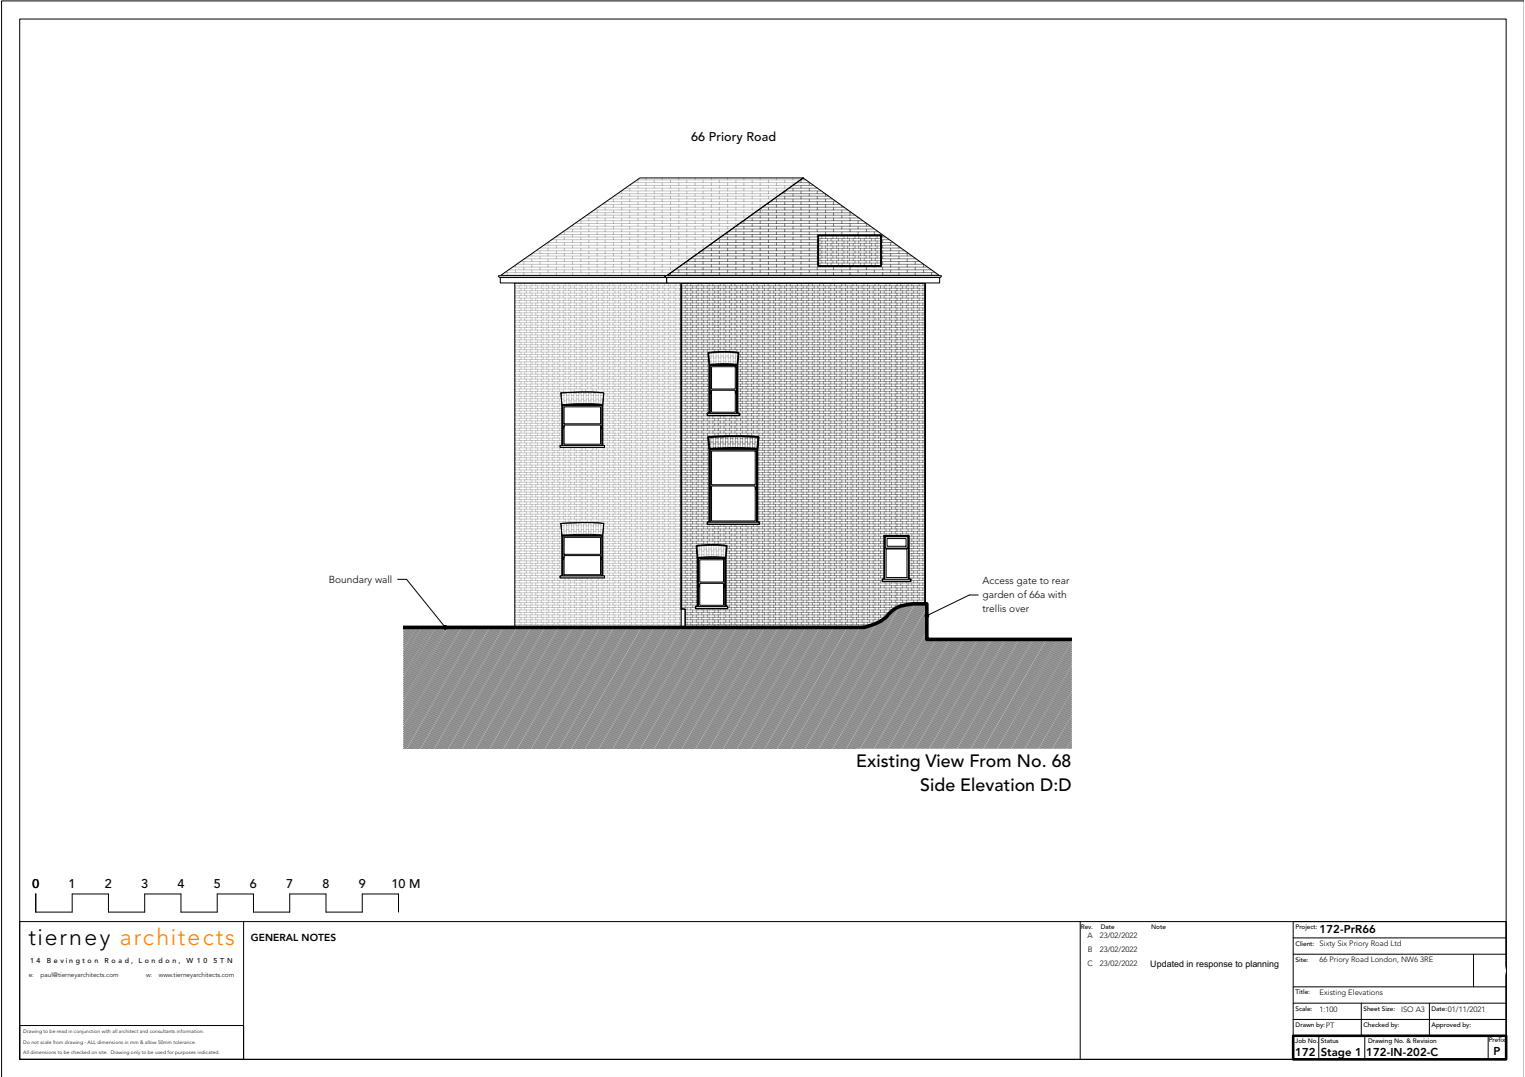 66 Priory Road
Boundary wall
Access gate to rear
garden of 66a with
trellis over
Existing View From No. 68
Side Elevation D:D
0 1 2 3 4 5 6 7 8 9 10 M
tierney architects
14 Bevington Road, London, W10 5TN
e: paul@tierneyarchitects.com w: www.tierneyarchitects.com
Drawing to be read in conjunction with all architect and consultants information.
Do not scale from drawing - ALL dimensions in mm & allow 50mm tolerance.
All dimensions to be checked on site. Drawing only to be used for purposes indicated.
GENERAL NOTES
Rev. Date Note
A 23/02/2022
B 23/02/2022
C 23/02/2022 Updated in response to planning
Project: 172-PrR66
Client: Sixty Six Priory Road Ltd
Site: 66 Priory Road London, NW6 3RE
Title: Existing Elevations
Scale: 1:100 Sheet Size: ISO A3 Date: 01/11/2021
Drawn by: PT Checked by: Approved by:
Job No. Status Drawing No. & Revision Prefix
172 Stage 1 172-IN-202-C P